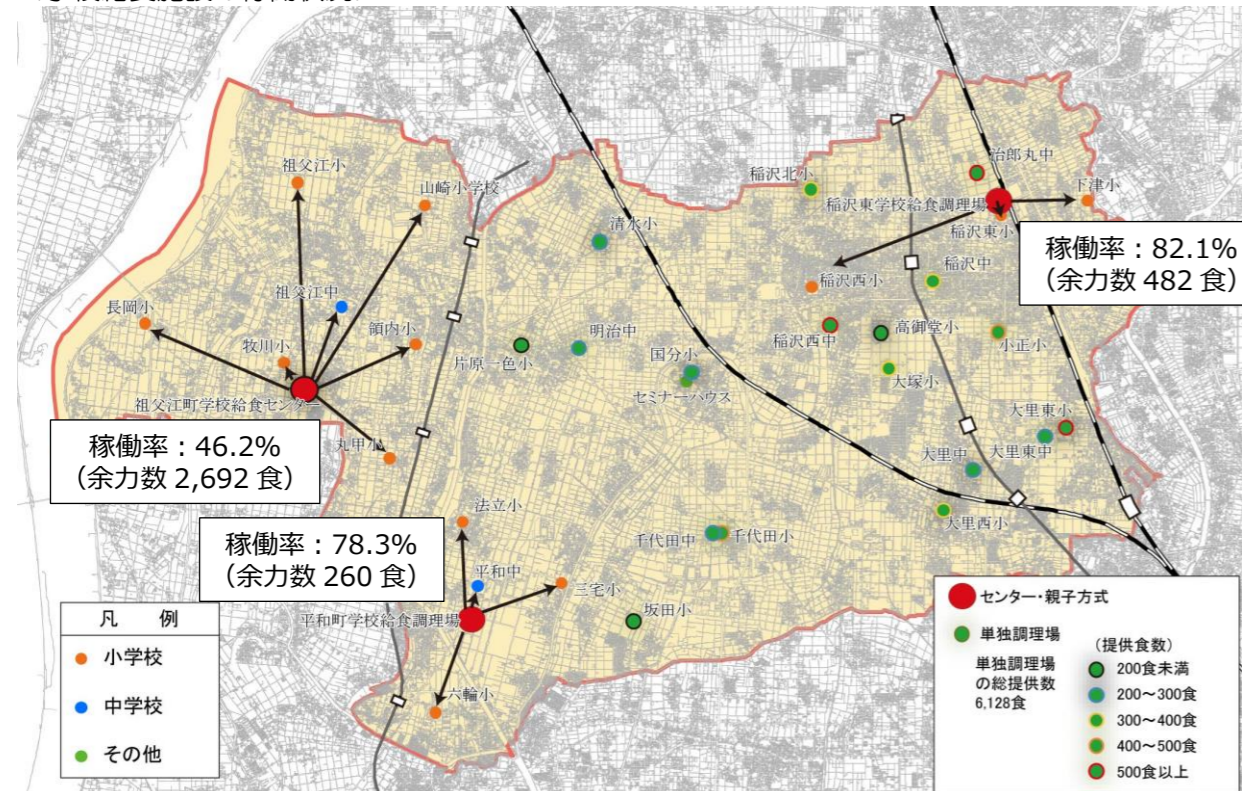 祖父江小
山崎小学校
清水小
稲沢北小
治郎丸中
下津小
稲沢東学校給食調理場
稲沢東小
稼働率：82.1%
（余力数 482 食）
長岡小
祖父江中
領内小
牧川小
片原一色小
明治中
国分小
セミナーハウス
稲沢西小
稲沢中
稲沢西中
高御堂小
小正小
大塚小
祖父江町学校給食センター
大里東小
大里東中
大里中
稼働率：46.2%
（余力数 2,692 食）
丸甲小
法立小
大里西小
稼働率：78.3%
（余力数 260 食）
千代田中
千代田小
平和中
三宅小
平和町学校給食調理場
坂田小
六輪小
凡　例
小学校
中学校
その他
センター・親子方式
単独調理場
単独調理場
の総提供数
6,128食
（提供食数）
200食未満
200～300食
300～400食
400～500食
500食以上